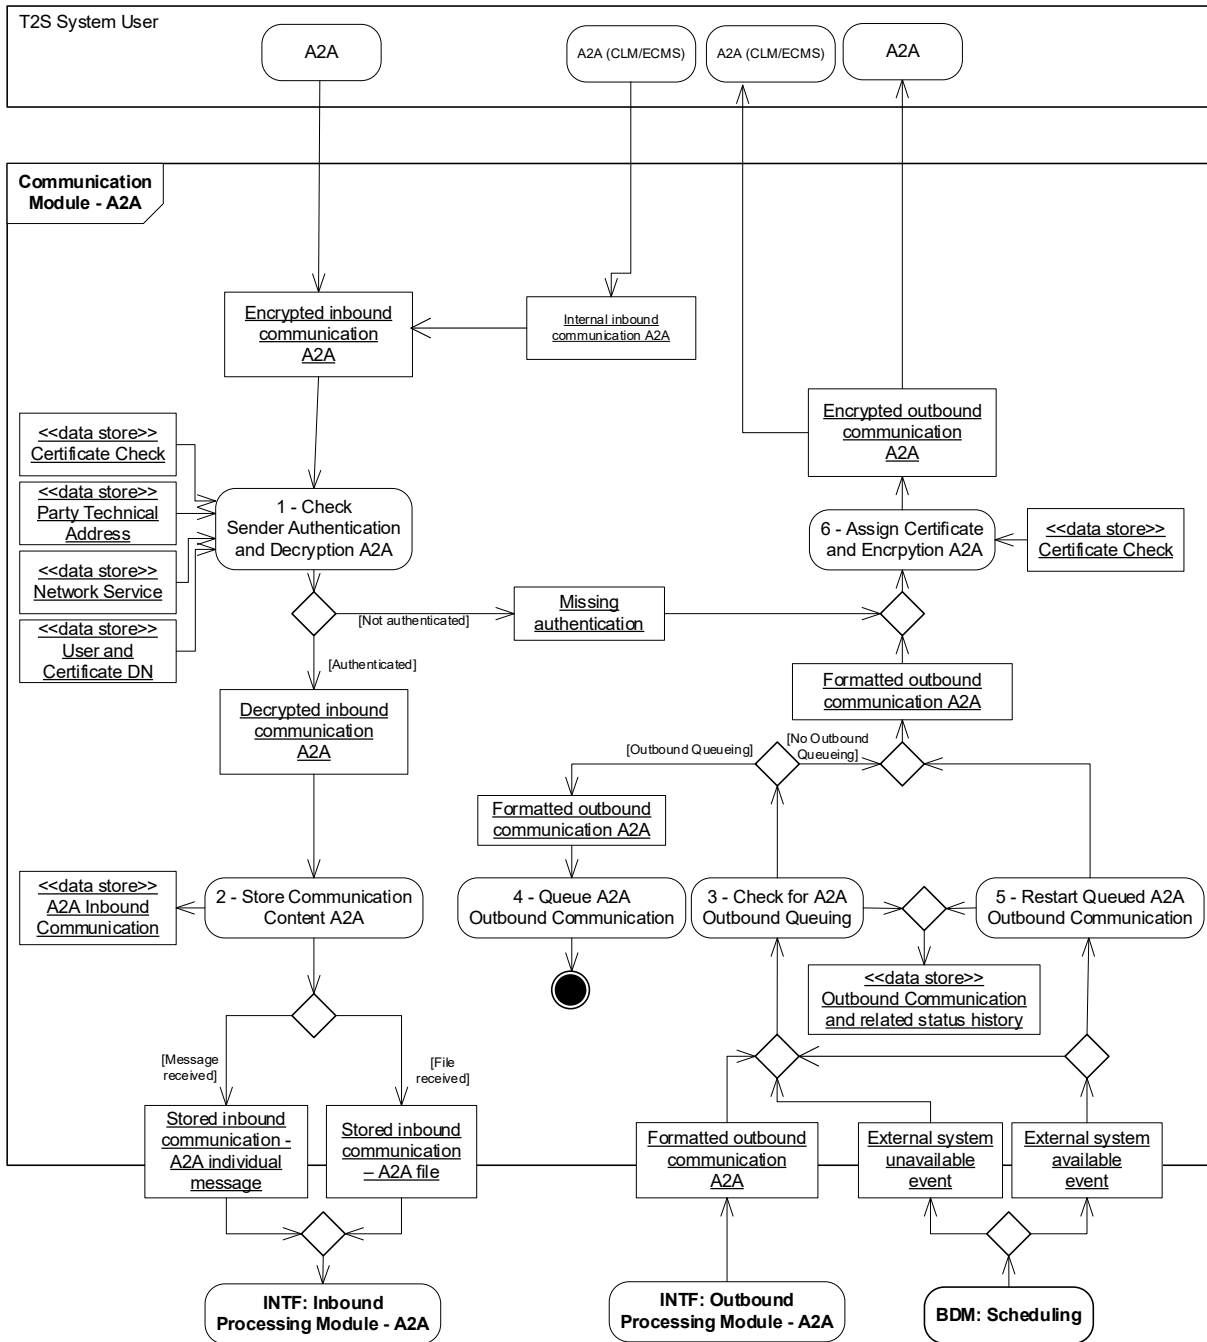 T2S System User
A2A
A2A (CLM/ECMS)
A2A (CLM/ECMS)
A2A
Communication
Module - A2A
Encrypted inbound
communication
A2A
Internal inbound
communication A2A
Encrypted outbound
communication
A2A
<<data store>>
Certificate Check
<<data store>>
Party Technical
Address
<<data store>>
Network Service
<<data store>>
User and
Certificate DN
1 - Check
Sender Authentication
and Decryption A2A
6 - Assign Certificate
and Encrpytion A2A
<<data store>>
Certificate Check
[Not authenticated]
Missing
authentication
[Authenticated]
Decrypted inbound
communication
A2A
Formatted outbound
communication A2A
[Outbound Queueing]
[No Outbound
Queueing]
Formatted outbound
communication A2A
<<data store>>
A2A Inbound
Communication
2 - Store Communication
Content A2A
4 - Queue A2A
Outbound Communication
3 - Check for A2A
Outbound Queuing
5 - Restart Queued A2A
Outbound Communication
<<data store>>
Outbound Communication
and related status history
[Message
received]
[File
received]
Stored inbound
communication -
A2A individual
message
Stored inbound
communication
– A2A file
Formatted outbound
communication
A2A
External system
unavailable
event
External system
available
event
INTF: Inbound
Processing Module - A2A
INTF: Outbound
Processing Module - A2A
BDM: Scheduling